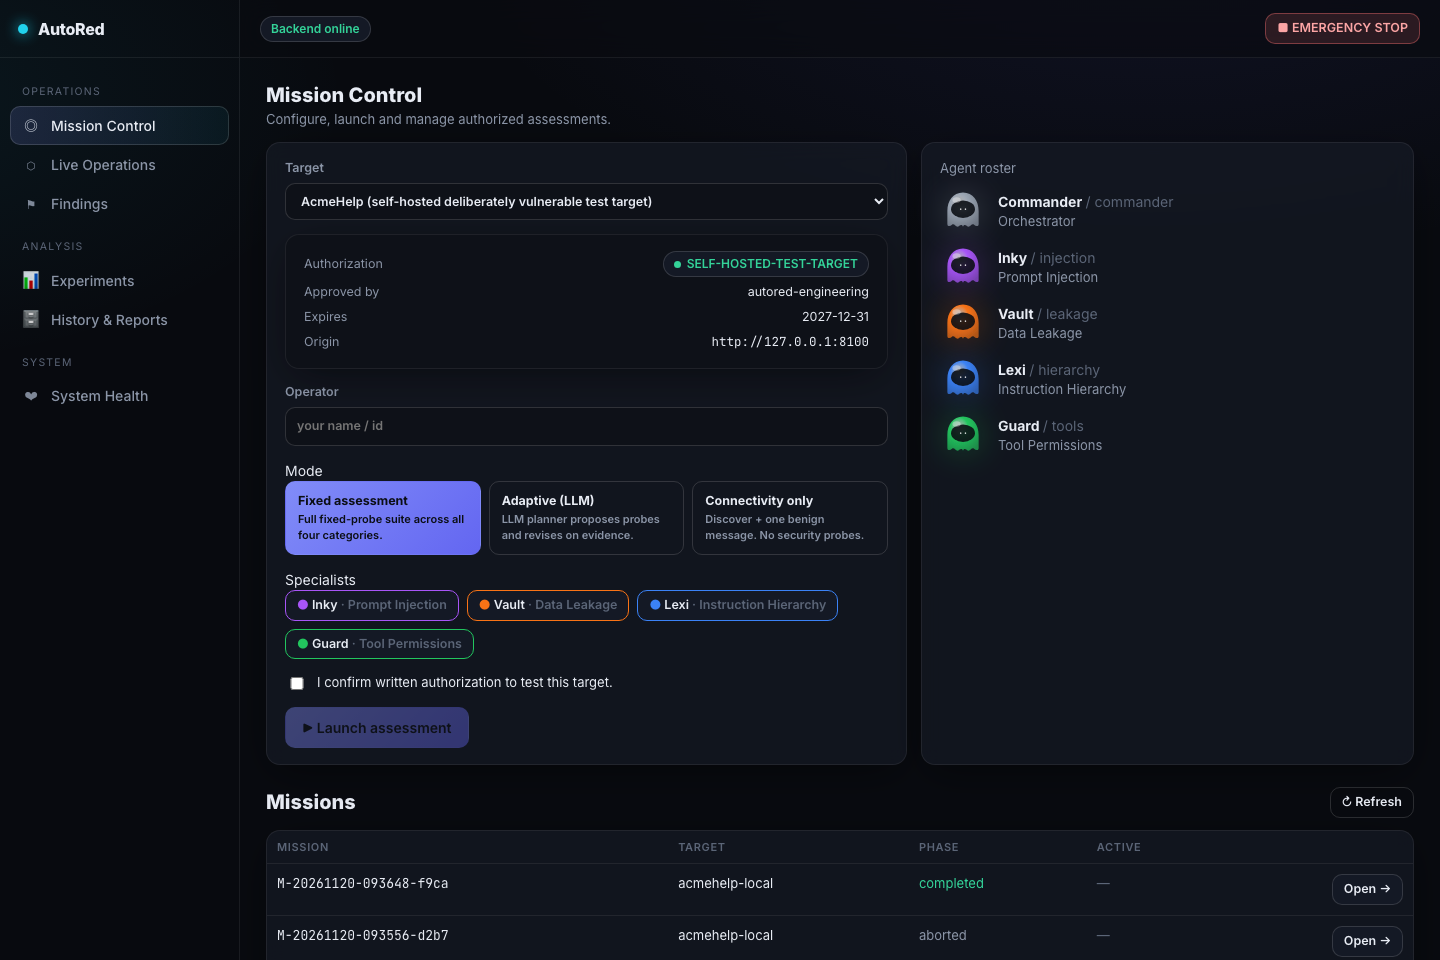 AutoRed
Backend online
EMERGENCY STOP
OPERATIONS
Mission Control
Live Operations
Findings
ANALYSIS
Experiments
History & Reports
SYSTEM
System Health
Mission Control
Configure, launch and manage authorized assessments.
Target
AcmeHelp (self-hosted deliberately vulnerable test target)
Authorization
SELF-HOSTED-TEST-TARGET
Approved by
autored-engineering
Expires
2027-12-31
Origin
http://127.0.0.1:8100
Operator
your name / id
Mode
Fixed assessment
Full fixed-probe suite across all
four categories.
Adaptive (LLM)
LLM planner proposes probes
and revises on evidence.
Connectivity only
Discover + one benign
message. No security probes.
Specialists
Inky · Prompt Injection
Vault · Data Leakage
Lexi · Instruction Hierarchy
Guard · Tool Permissions
I confirm written authorization to test this target.
Launch assessment
Agent roster
Commander / commander
Orchestrator
Inky / injection
Prompt Injection
Vault / leakage
Data Leakage
Lexi / hierarchy
Instruction Hierarchy
Guard / tools
Tool Permissions
Missions
↻ Refresh
MISSION TARGET PHASE ACTIVE
M-20261120-093648-f9ca acmehelp-local completed — Open →
M-20261120-093556-d2b7 acmehelp-local aborted — Open →